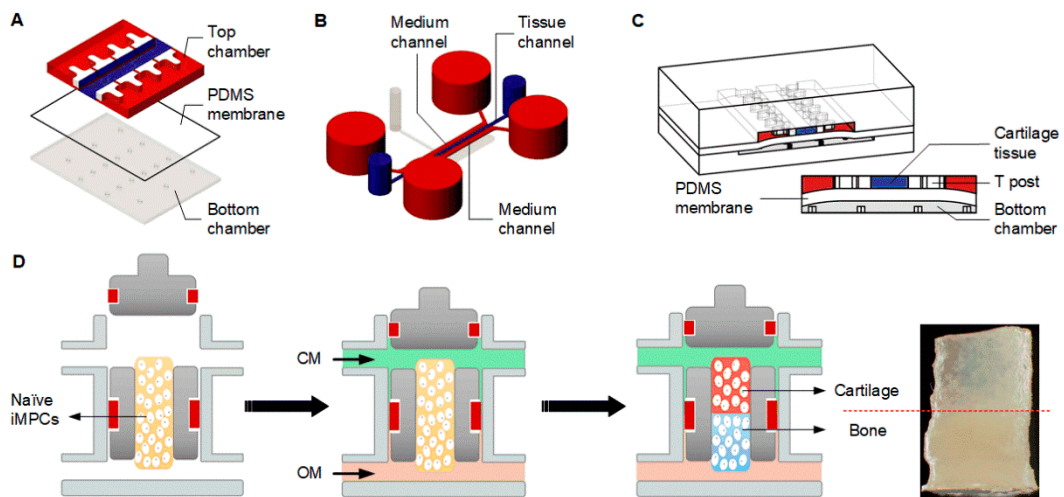 A
Top
chamber
PDMS
membrane
Bottom
chamber
B
Medium
channel
Tissue
channel
Medium
channel
C
Cartilage
tissue
T post
PDMS
membrane
Bottom
chamber
D
Naïve
iMPCs
CM
OM
Cartilage
Bone